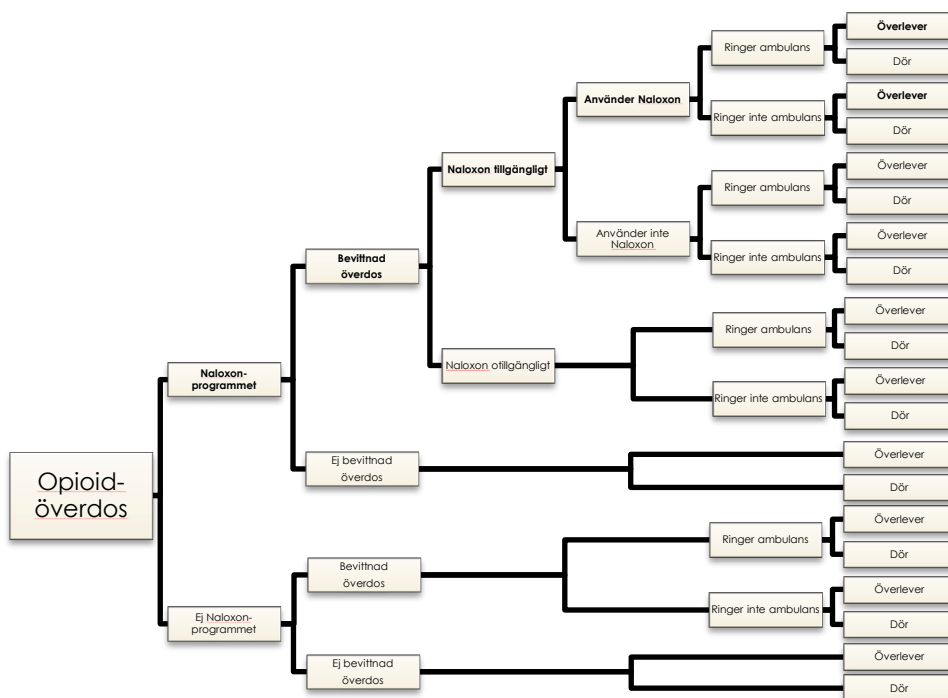 Överlever
Ringer ambulans
Dör
Använder Naloxon
Överlever
Ringer inte ambulans
Dör
Naloxon tillgängligt
Överlever
Ringer ambulans
Dör
Använder inte
Naloxon
Överlever
Ringer inte ambulans
Dör
Bevittnad
överdos
Överlever
Ringer ambulans
Dör
Naloxon otillgängligt
Överlever
Ringer inte ambulans
Dör
Naloxon-
programmet
Ej bevittnad
överdos
Överlever
Dör
Opioid-
överdos
Överlever
Ringer ambulans
Dör
Bevittnad
överdos
Överlever
Ringer inte ambulans
Dör
Ej Naloxon-
programmet
Ej bevittnad
överdos
Överlever
Dör